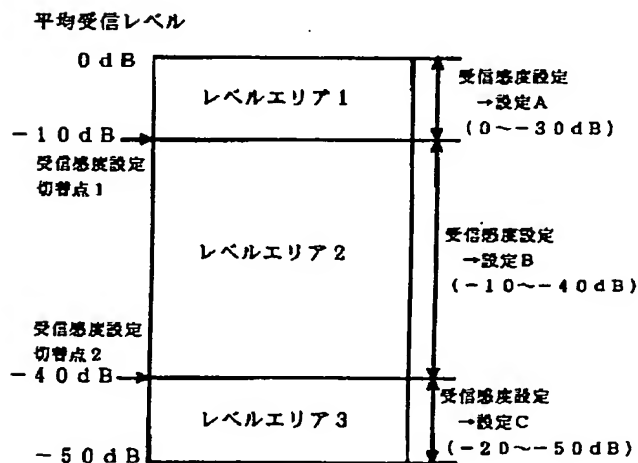 平均受信レベル
0dB
レベルエリア1
受信感度設定
→設定A
(0~-30dB)
-10dB
受信感度設定
切替点1
レベルエリア2
受信感度設定
→設定B
(-10~-40dB)
受信感度設定
切替点2
-40dB
レベルエリア3
受信感度設定
→設定C
(-20~-50dB)
-50dB